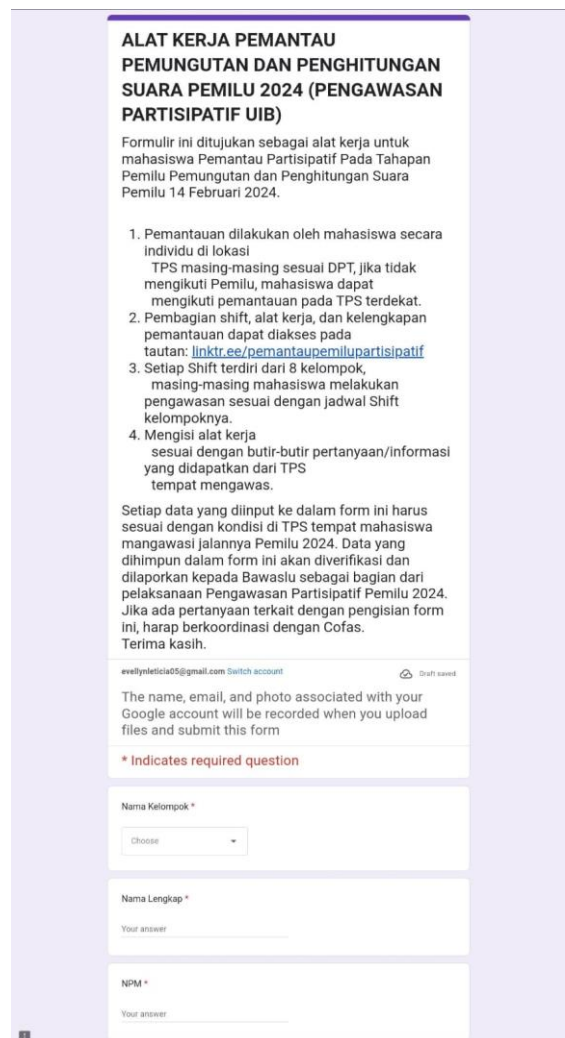 ALAT KERJA PEMANTAU
PEMUNGUTAN DAN PENGHITUNGAN
SUARA PEMILU 2024 (PENGAWASAN
PARTISIPATIF UIB)
Formulir ini ditujukan sebagai alat kerja untuk
mahasiswa Pemantau Partisipatif Pada Tahapan
Pemilu Pemungutan dan Penghitungan Suara
Pemilu 14 Februari 2024.
1. Pemantauan dilakukan oleh mahasiswa secara
individu di lokasi
TPS masing-masing sesuai DPT, jika tidak
mengikuti Pemilu, mahasiswa dapat
mengikuti pemantauan pada TPS terdekat.
2. Pembagian shift, alat kerja, dan kelengkapan
pemantauan dapat diakses pada
tautan: linktr.ee/pemantaupemilupartisipatif
3. Setiap Shift terdiri dari 8 kelompok,
masing-masing mahasiswa melakukan
pengawasan sesuai dengan jadwal Shift
kelompoknya.
4. Mengisi alat kerja
sesuai dengan butir-butir pertanyaan/informasi
yang didapatkan dari TPS
tempat mengawas.
Setiap data yang diinput ke dalam form ini harus
sesuai dengan kondisi di TPS tempat mahasiswa
mangawasi jalannya Pemilu 2024. Data yang
dihimpun dalam form ini akan diverifikasi dan
dilaporkan kepada Bawaslu sebagai bagian dari
pelaksanaan Pengawasan Partisipatif Pemilu 2024.
Jika ada pertanyaan terkait dengan pengisian form
ini, harap berkoordinasi dengan Cofas.
Terima kasih.
evellynleticia05@gmail.com Switch account Draft saved
The name, email, and photo associated with your
Google account will be recorded when you upload
files and submit this form
* Indicates required question
Nama Kelompok *
Choose
Nama Lengkap *
Your answer
NPM *
Your answer